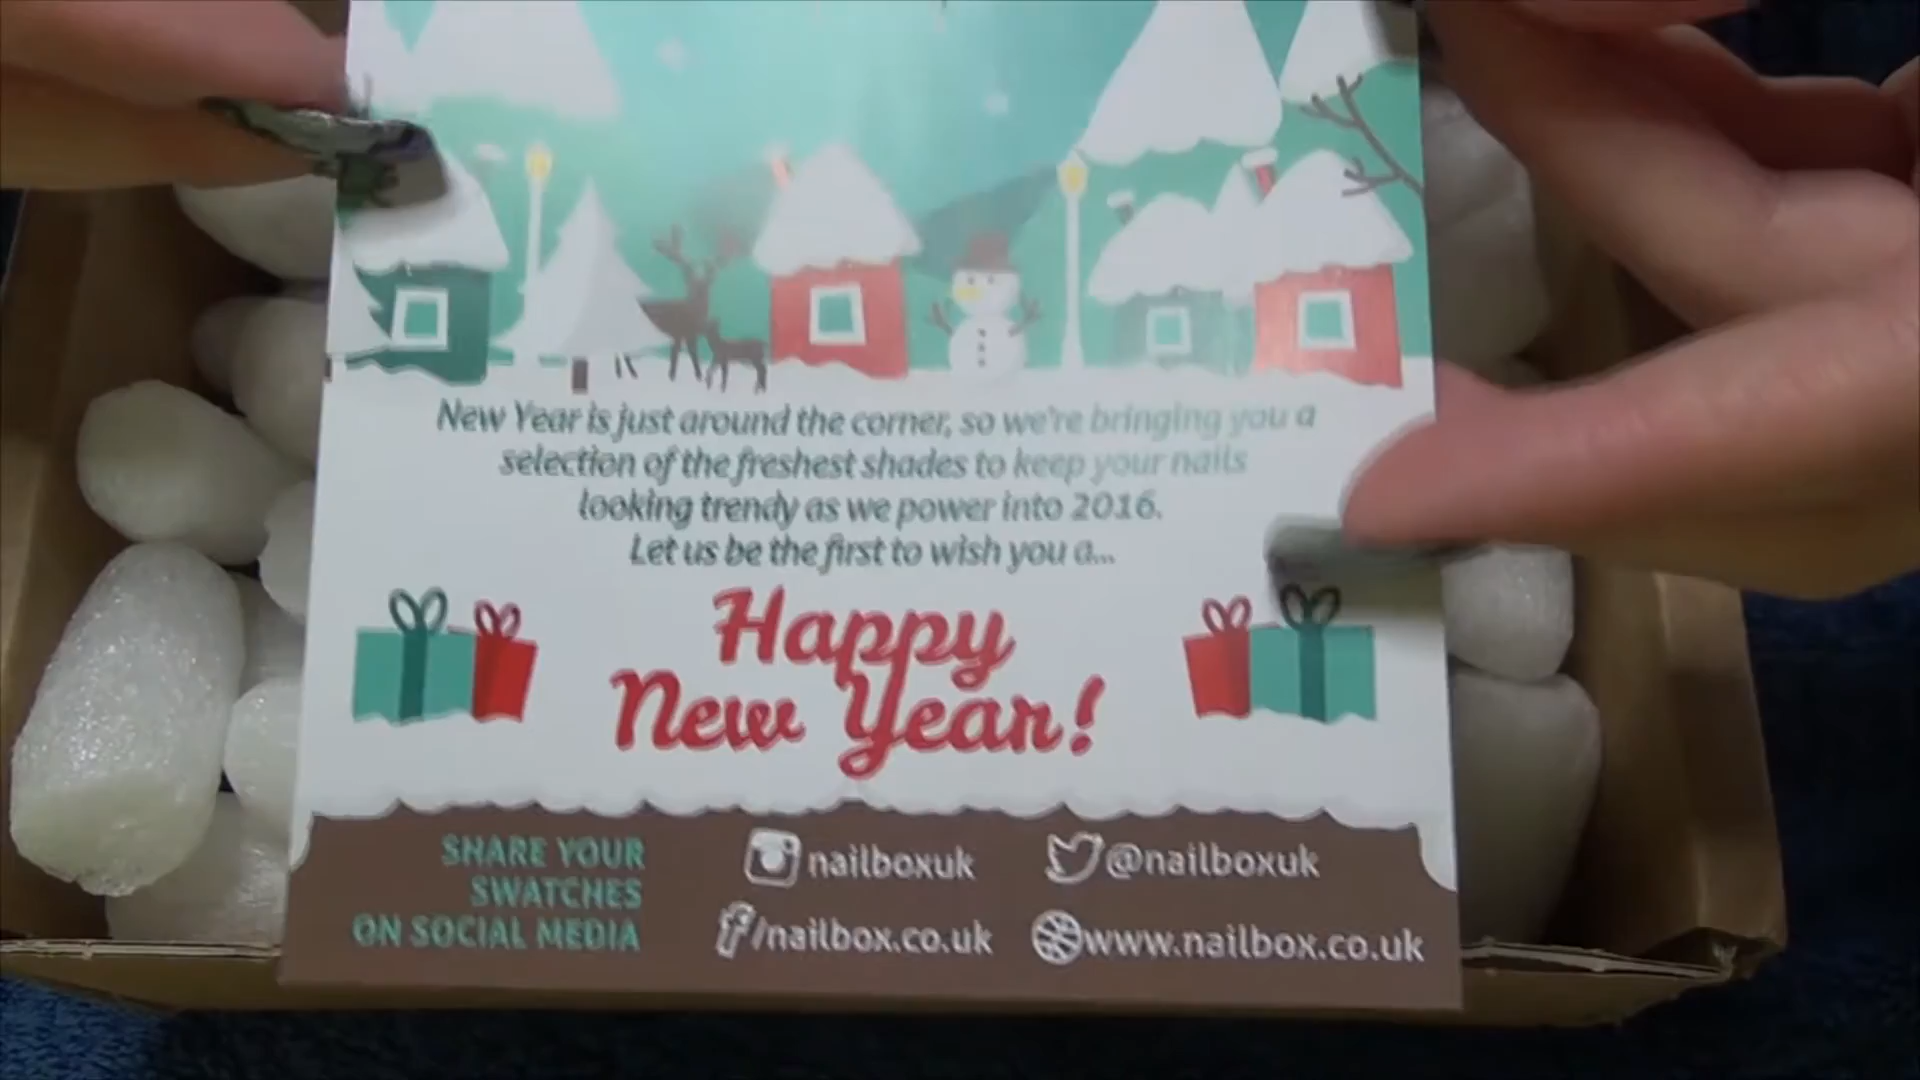 New Year is just around the corner, so we're bringing you a
selection of the freshest shades to keep your nails
looking trendy as we power into 2016.
Let us be the first to wish you a...
Happy
New Year!
SHARE YOUR
SWATCHES
ON SOCIAL MEDIA
nailboxuk
@nailboxuk
/nailbox.co.uk
www.nailbox.co.uk